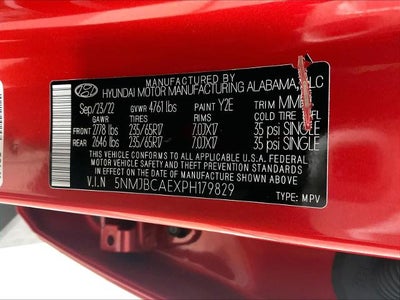 MANUFACTURED BY
HYUNDAI MOTOR MANUFACTURING ALABAMA, LLC
Sep/23/22 GVWR 4761 lbs PAINT Y2E TRIM MM
GAWR TIRES RIMS COLD TIRE INFL
FRONT 2778 lbs 235/65R17 7.0JX17 35 psi SINGLE
REAR 2646 lbs 235/65R17 7.0JX17 35 psi SINGLE
THIS VEHICLE CONFORMS TO ALL APPLICABLE U.S. FEDERAL MOTOR
VEHICLE SAFETY, BUMPER, AND THEFT PREVENTION STANDARDS
IN EFFECT ON THE DATE OF MANUFACTURE SHOWN ABOVE
V.I.N 5NMJBCAEXPH179829 TYPE: MPV